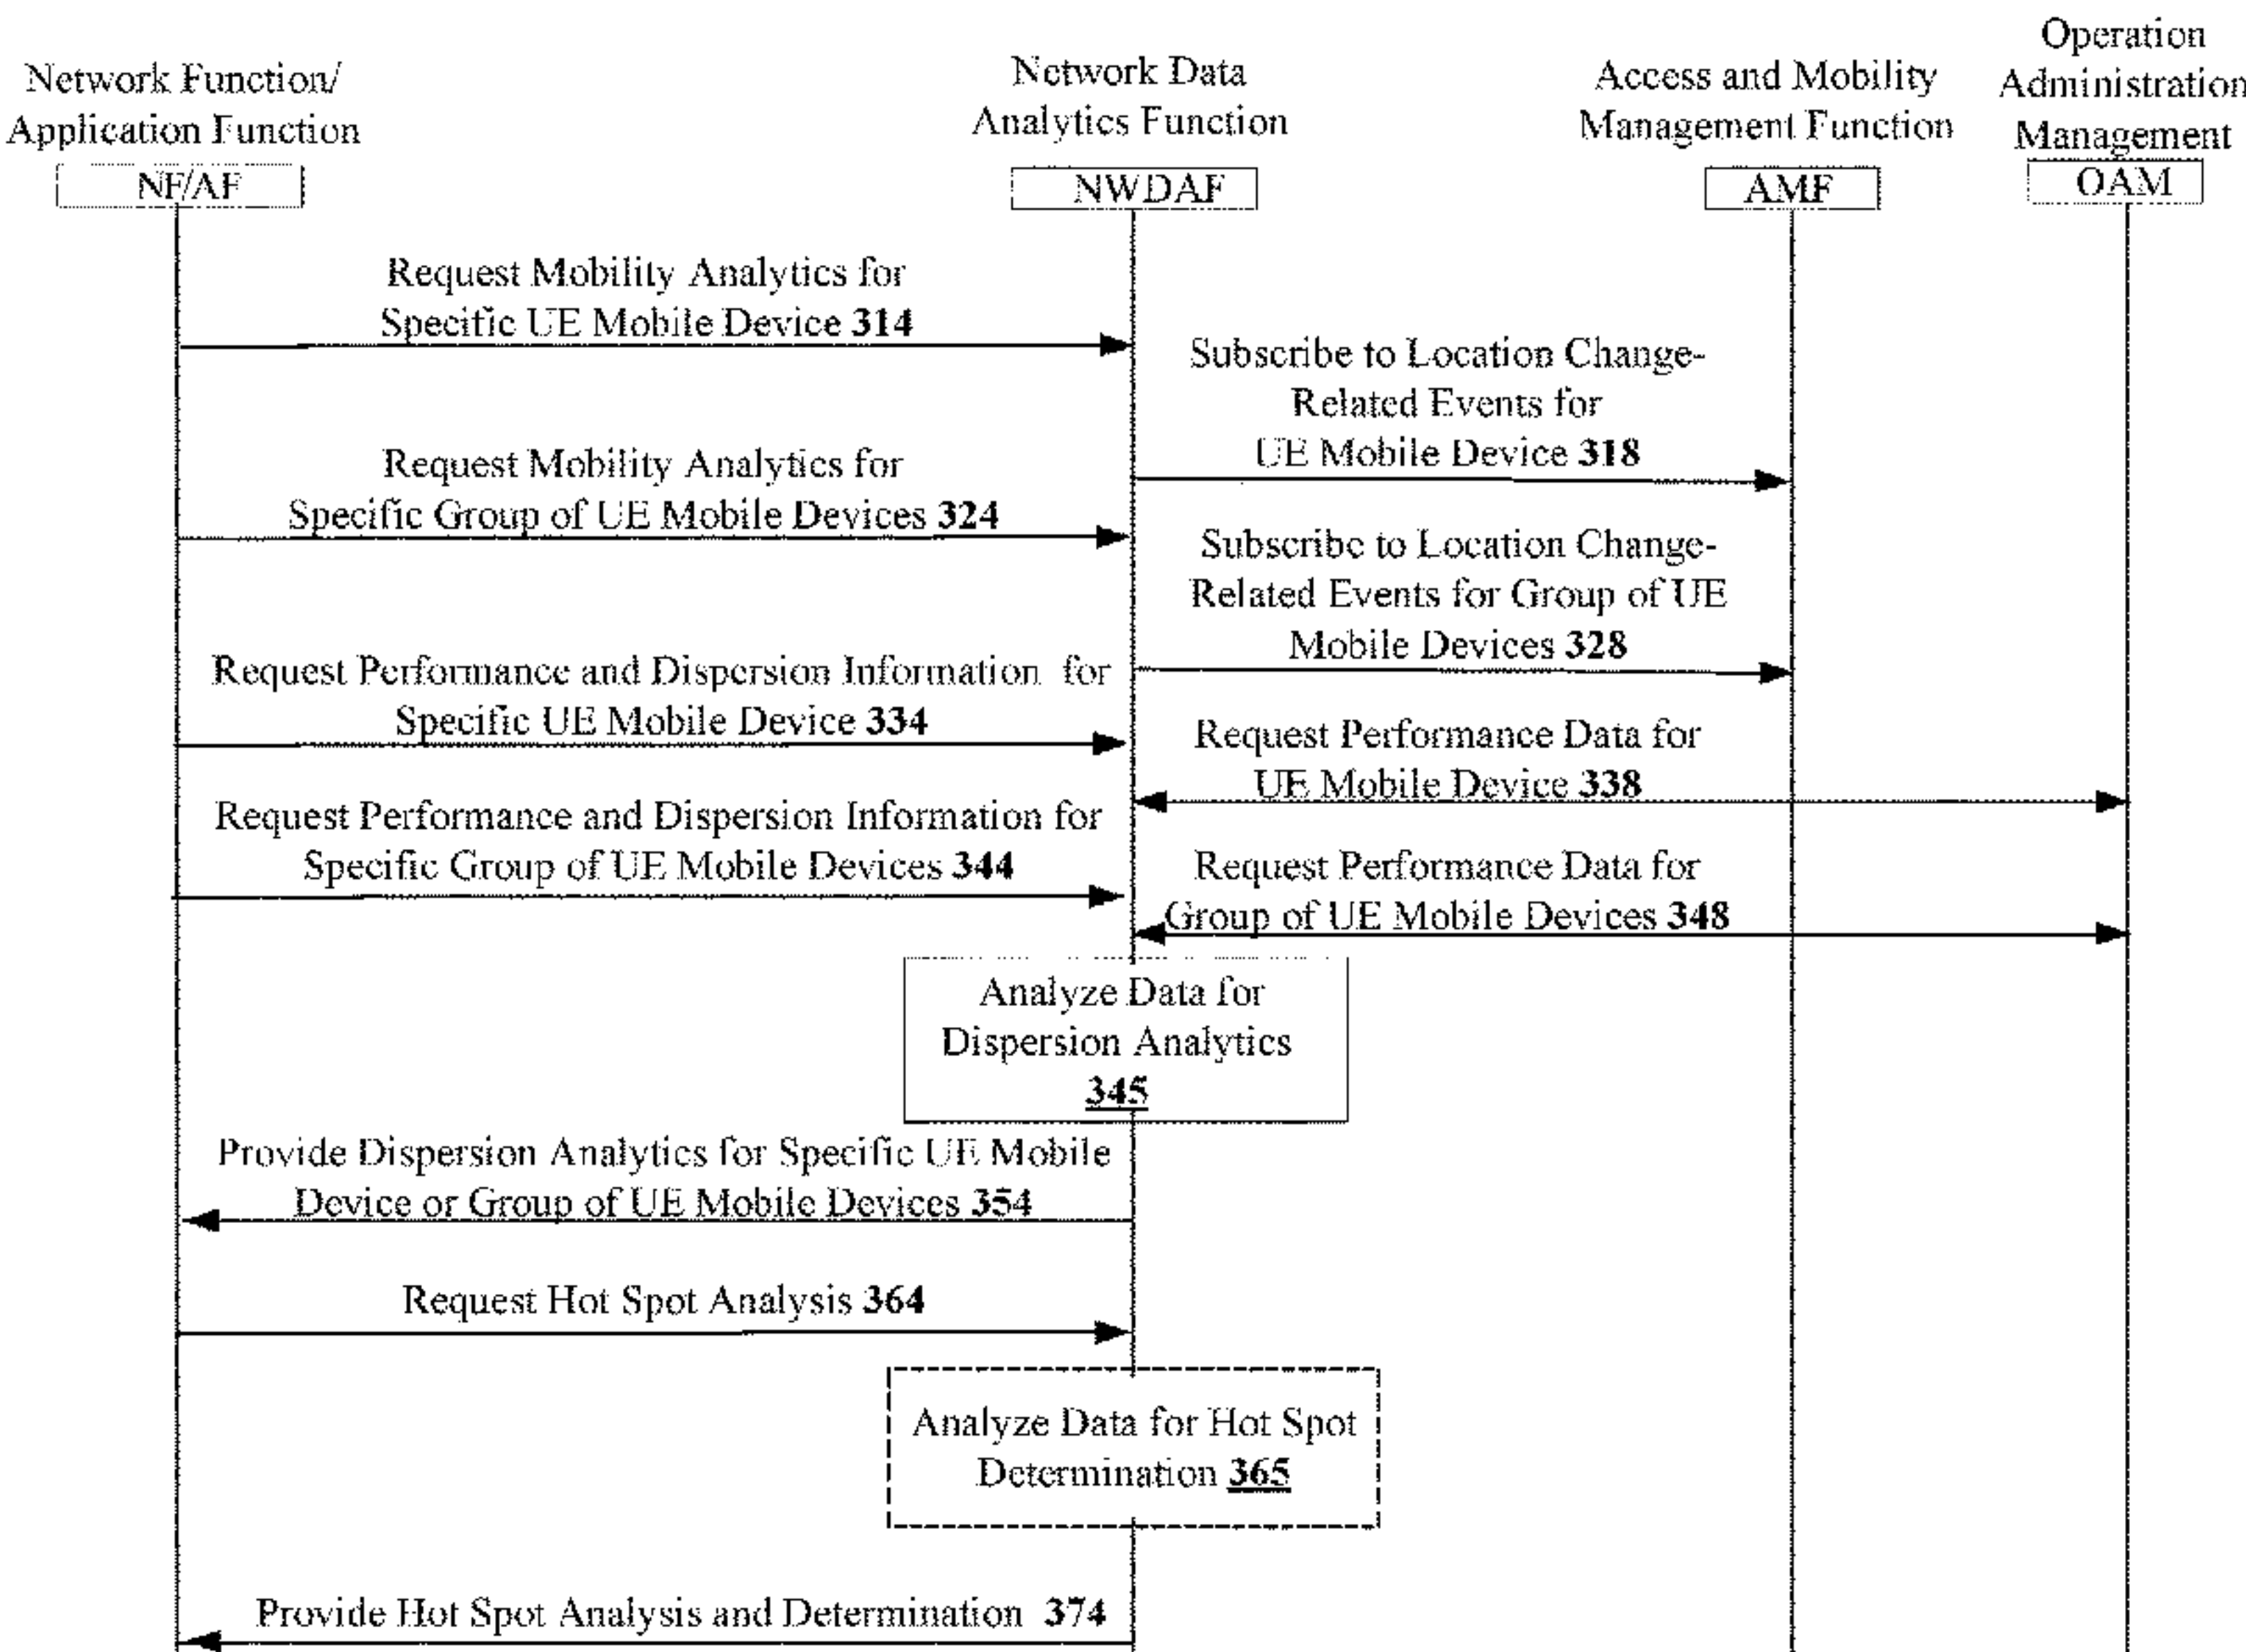 Network Function/
Application Function
NF/AF
Network Data
Analytics Function
NWDAF
Access and Mobility
Management Function
AMF
Operation
Administration
Management
OAM
Request Mobility Analytics for
Specific UE Mobile Device 314
Subscribe to Location Change-
Related Events for
UE Mobile Device 318
Request Mobility Analytics for
Specific Group of UE Mobile Devices 324
Subscribe to Location Change-
Related Events for Group of UE
Mobile Devices 328
Request Performance and Dispersion Information for
Specific UE Mobile Device 334
Request Performance Data for
UE Mobile Device 338
Request Performance and Dispersion Information for
Specific Group of UE Mobile Devices 344
Request Performance Data for
Group of UE Mobile Devices 348
Analyze Data for
Dispersion Analytics
345
Provide Dispersion Analytics for Specific UE Mobile
Device or Group of UE Mobile Devices 354
Request Hot Spot Analysis 364
Analyze Data for Hot Spot
Determination 365
Provide Hot Spot Analysis and Determination 374